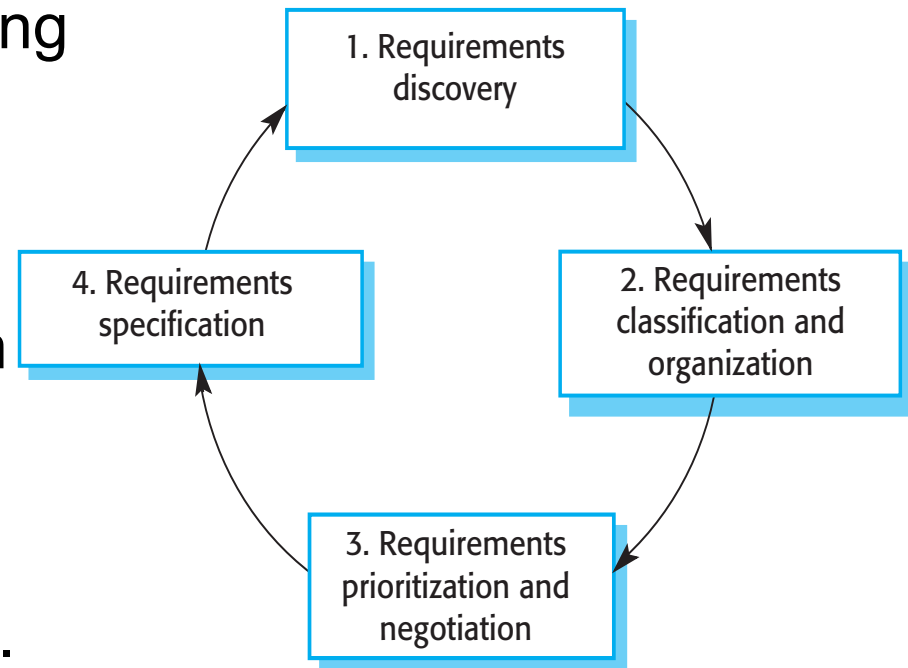 ng
1. Requirements
discovery
4. Requirements
specification
2. Requirements
classification and
organization
3. Requirements
prioritization and
negotiation
.